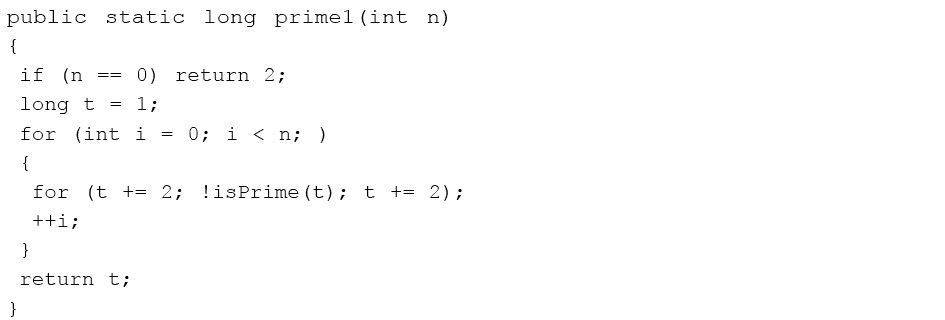 public static long prime1(int n)
{
if (n == 0) return 2;
long t = 1;
for (int i = 0; i < n; )
{
for (t += 2; !isPrime(t); t += 2);
++i;
}
return t;
}